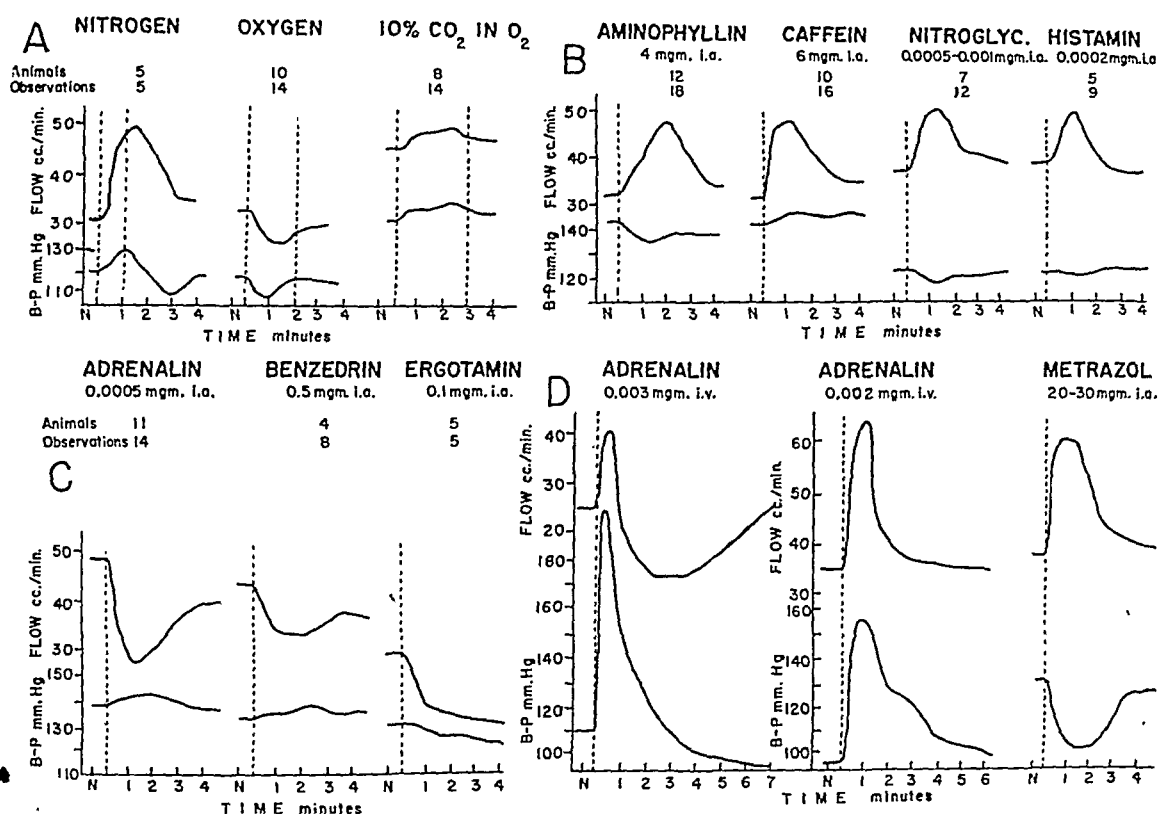 A
NITROGEN OXYGEN 10% CO2 IN O2
Animals 5 10 8
Observations 5 14 14
FLOW cc./min.
50
40
30
B-P mm.Hg
130
110
N 1 2 3 4 N 1 2 3 4 N 1 2 3 4
TIME minutes
B
AMINOPHYLLIN CAFFEIN NITROGLYC. HISTAMIN
4 mgm. i.a. 6 mgm. i.a. 0.0005-0.001mgm.i.a. 0.0002mgm.i.a
12 10 7 5
18 16 12 9
FLOW cc./min.
50
40
30
B-P mm.Hg
140
120
N 1 2 3 4 N 1 2 3 4 N 1 2 3 4 N 1 2 3 4
TIME minutes
C
ADRENALIN BENZEDRIN ERGOTAMIN
0.0005 mgm. i.a. 0.5 mgm. i.a. 0.1 mgm. i.a.
Animals 11 4 5
Observations 14 8 5
FLOW cc./min.
50
40
30
B-P mm.Hg
150
130
110
N 1 2 3 4 N 1 2 3 4 N 1 2 3 4
TIME minutes
D
ADRENALIN ADRENALIN METRAZOL
0.003 mgm. i.v. 0.002 mgm. i.v. 20-30 mgm. i.a.
FLOW cc./min.
40
30
20
B-P mm.Hg
180
160
140
120
100
FLOW cc./min.
60
50
40
30
B-P mm.Hg
160
140
120
100
N 1 2 3 4 5 6 7 N 1 2 3 4 5 6 N 1 2 3 4
TIME minutes